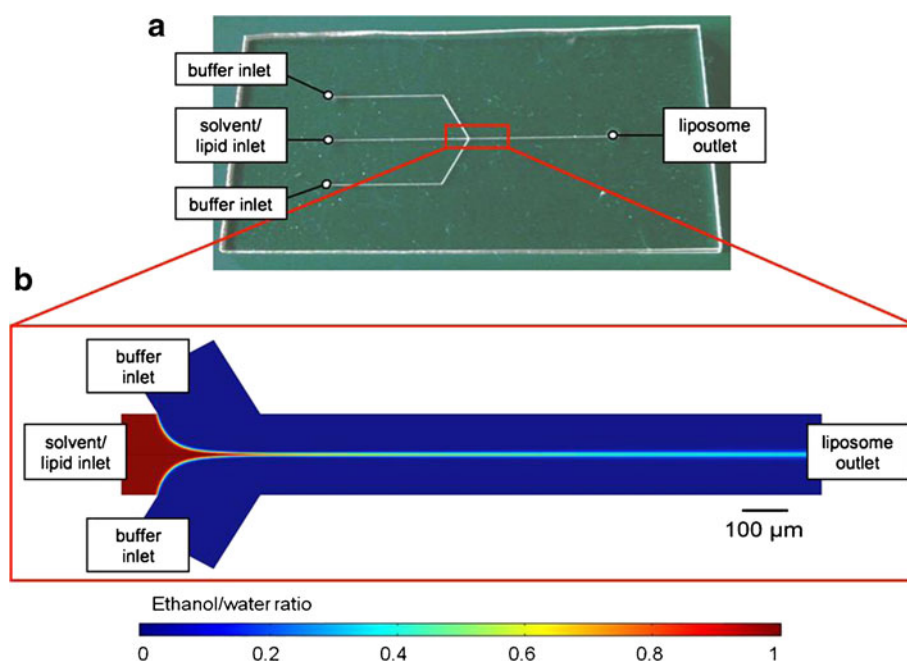 a
buffer inlet
solvent/
lipid inlet
buffer inlet
liposome
outlet
b
buffer
inlet
solvent/
lipid inlet
buffer
inlet
liposome
outlet
100 µm
Ethanol/water ratio
0 0.2 0.4 0.6 0.8 1